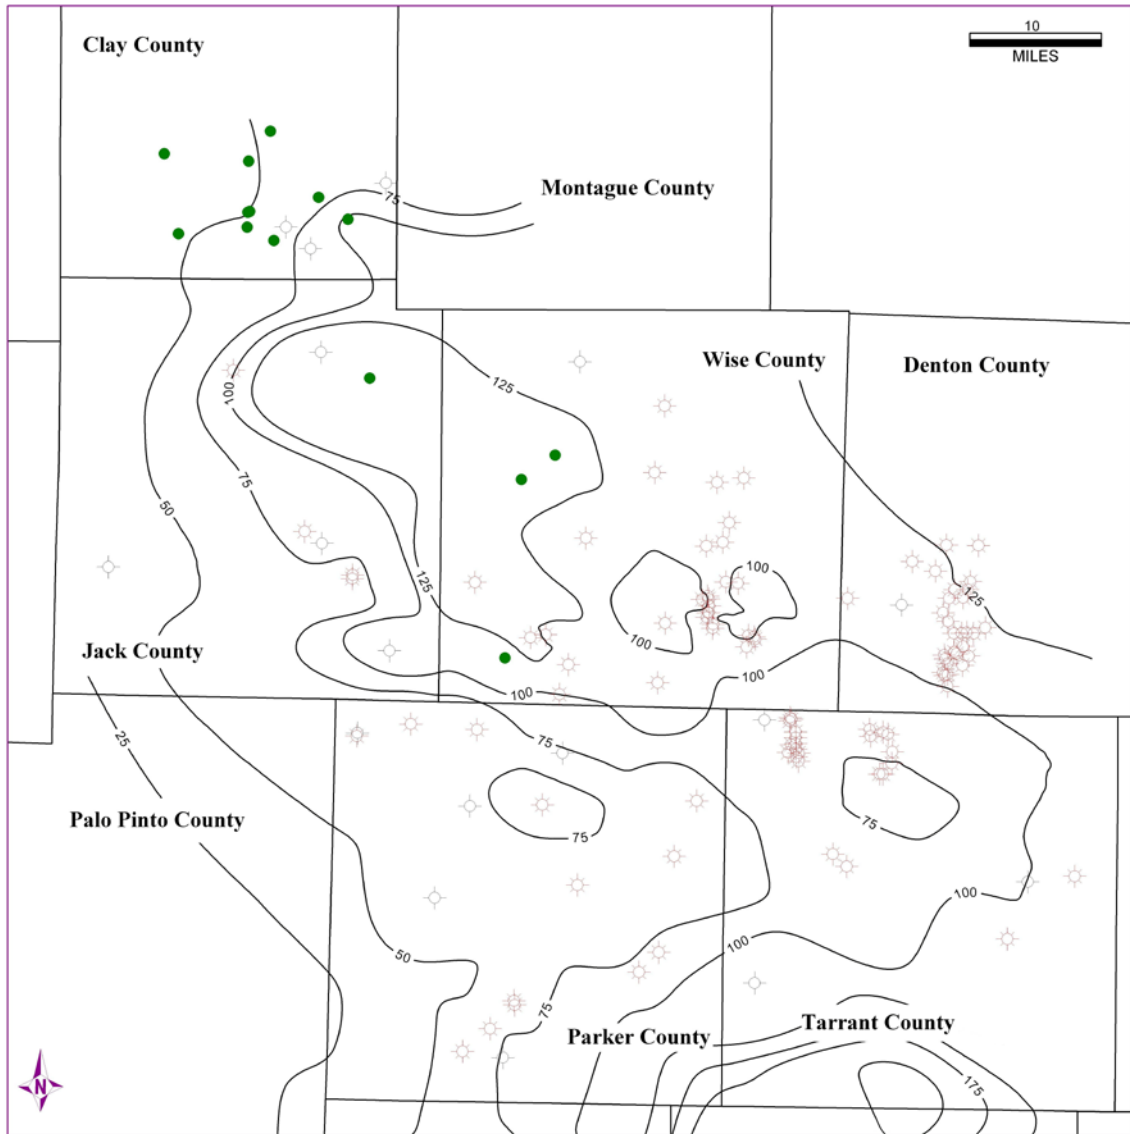 10
MILES
Clay County
Montague County
75
Wise County
Denton County
125
100
75
50
125
125
100
100
Jack County
100
100
25
75
Palo Pinto County
75
75
100
100
50
75
Parker County
Tarrant County
175
N